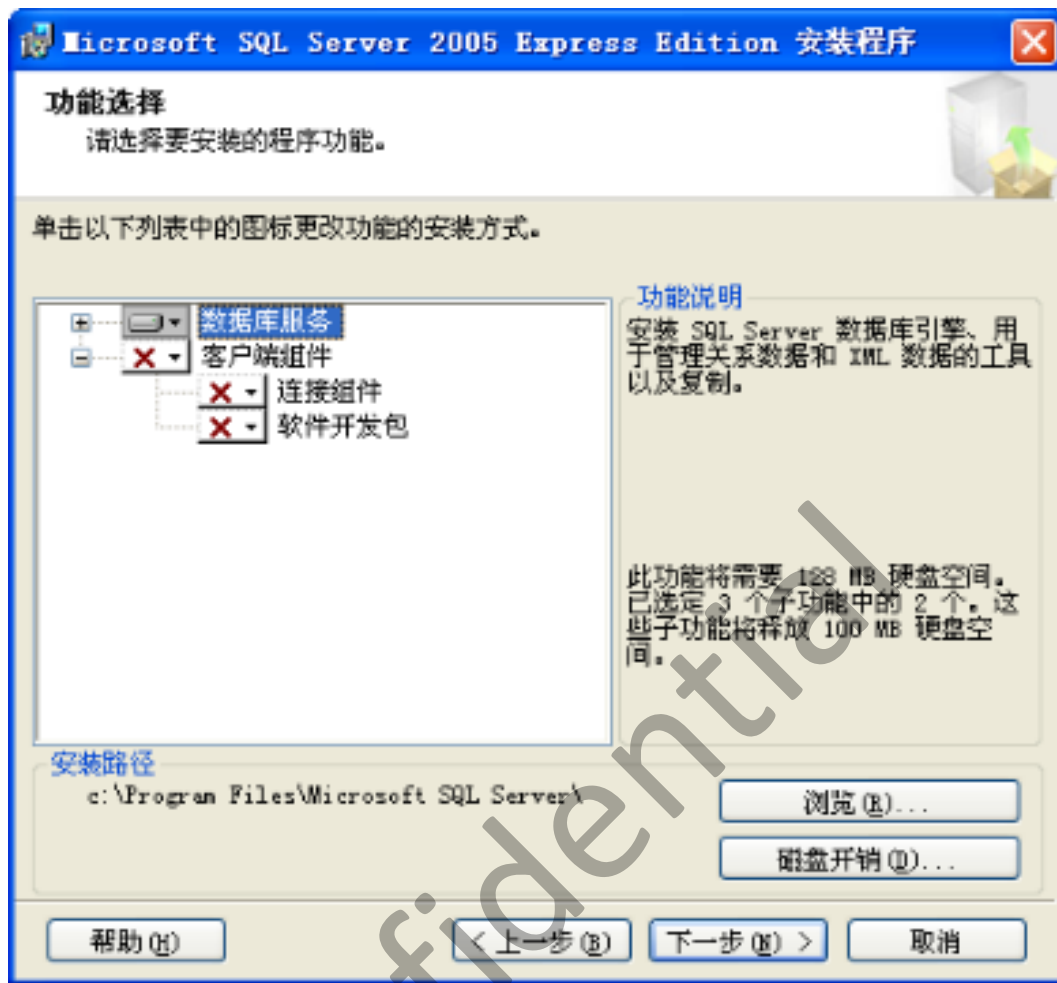 Microsoft SQL Server 2005 Express Edition 安装程序
功能选择
请选择要安装的程序功能。
单击以下列表中的图标更改功能的安装方式。
数据库服务
客户端组件
连接组件
软件开发包
功能说明
安装 SQL Server 数据库引擎、用
于管理关系数据和 XML 数据的工具
以及复制。
此功能将需要 128 MB 硬盘空间。
已选定 3 个子功能中的 2 个。这
些子功能将释放 100 MB 硬盘空
间。
安装路径
c:\Program Files\Microsoft SQL Server\
浏览(R)...
磁盘开销(D)...
帮助(H)
< 上一步(B)
下一步(N) >
取消
fidential